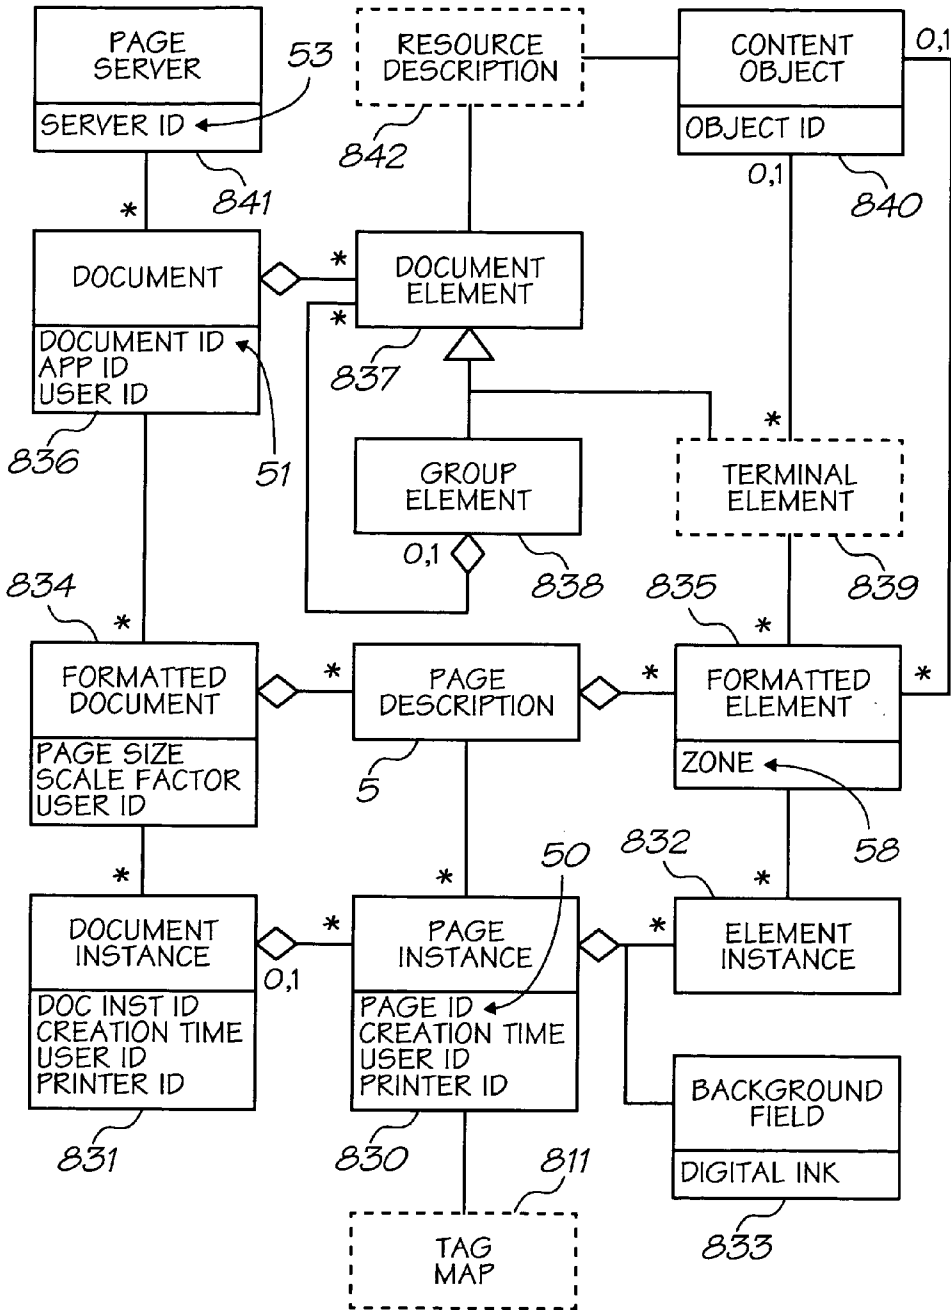 PAGE
SERVER
53
SERVER ID
841
*
RESOURCE
DESCRIPTION
842
CONTENT
OBJECT
0,1
OBJECT ID
0,1
840
DOCUMENT
*
DOCUMENT
ELEMENT
*
837
DOCUMENT ID
APP ID
USER ID
836
51
GROUP
ELEMENT
0,1
838
*
TERMINAL
ELEMENT
839
834
*
FORMATTED
DOCUMENT
*
PAGE
DESCRIPTION
5
*
835
*
FORMATTED
ELEMENT
*
PAGE SIZE
SCALE FACTOR
USER ID
ZONE
58
*
DOCUMENT
INSTANCE
0,1
*
DOC INST ID
CREATION TIME
USER ID
PRINTER ID
831
*
50
PAGE
INSTANCE
*
PAGE ID
CREATION TIME
USER ID
PRINTER ID
830
832
*
ELEMENT
INSTANCE
BACKGROUND
FIELD
DIGITAL INK
833
811
TAG
MAP